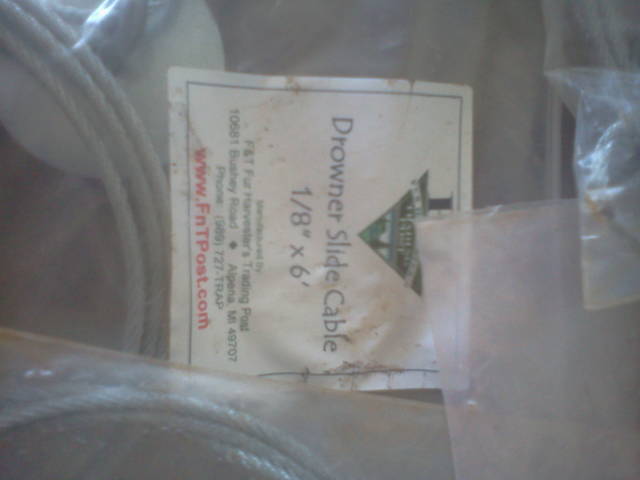 Drowner Slide Cable
1/8" x 6'
Manufactured by
F&T Fur Harvester's Trading Post
10681 Bushey Road ◆ Alpena, MI 49707
Phone: (989) 727-TRAP
www.FnTPost.com